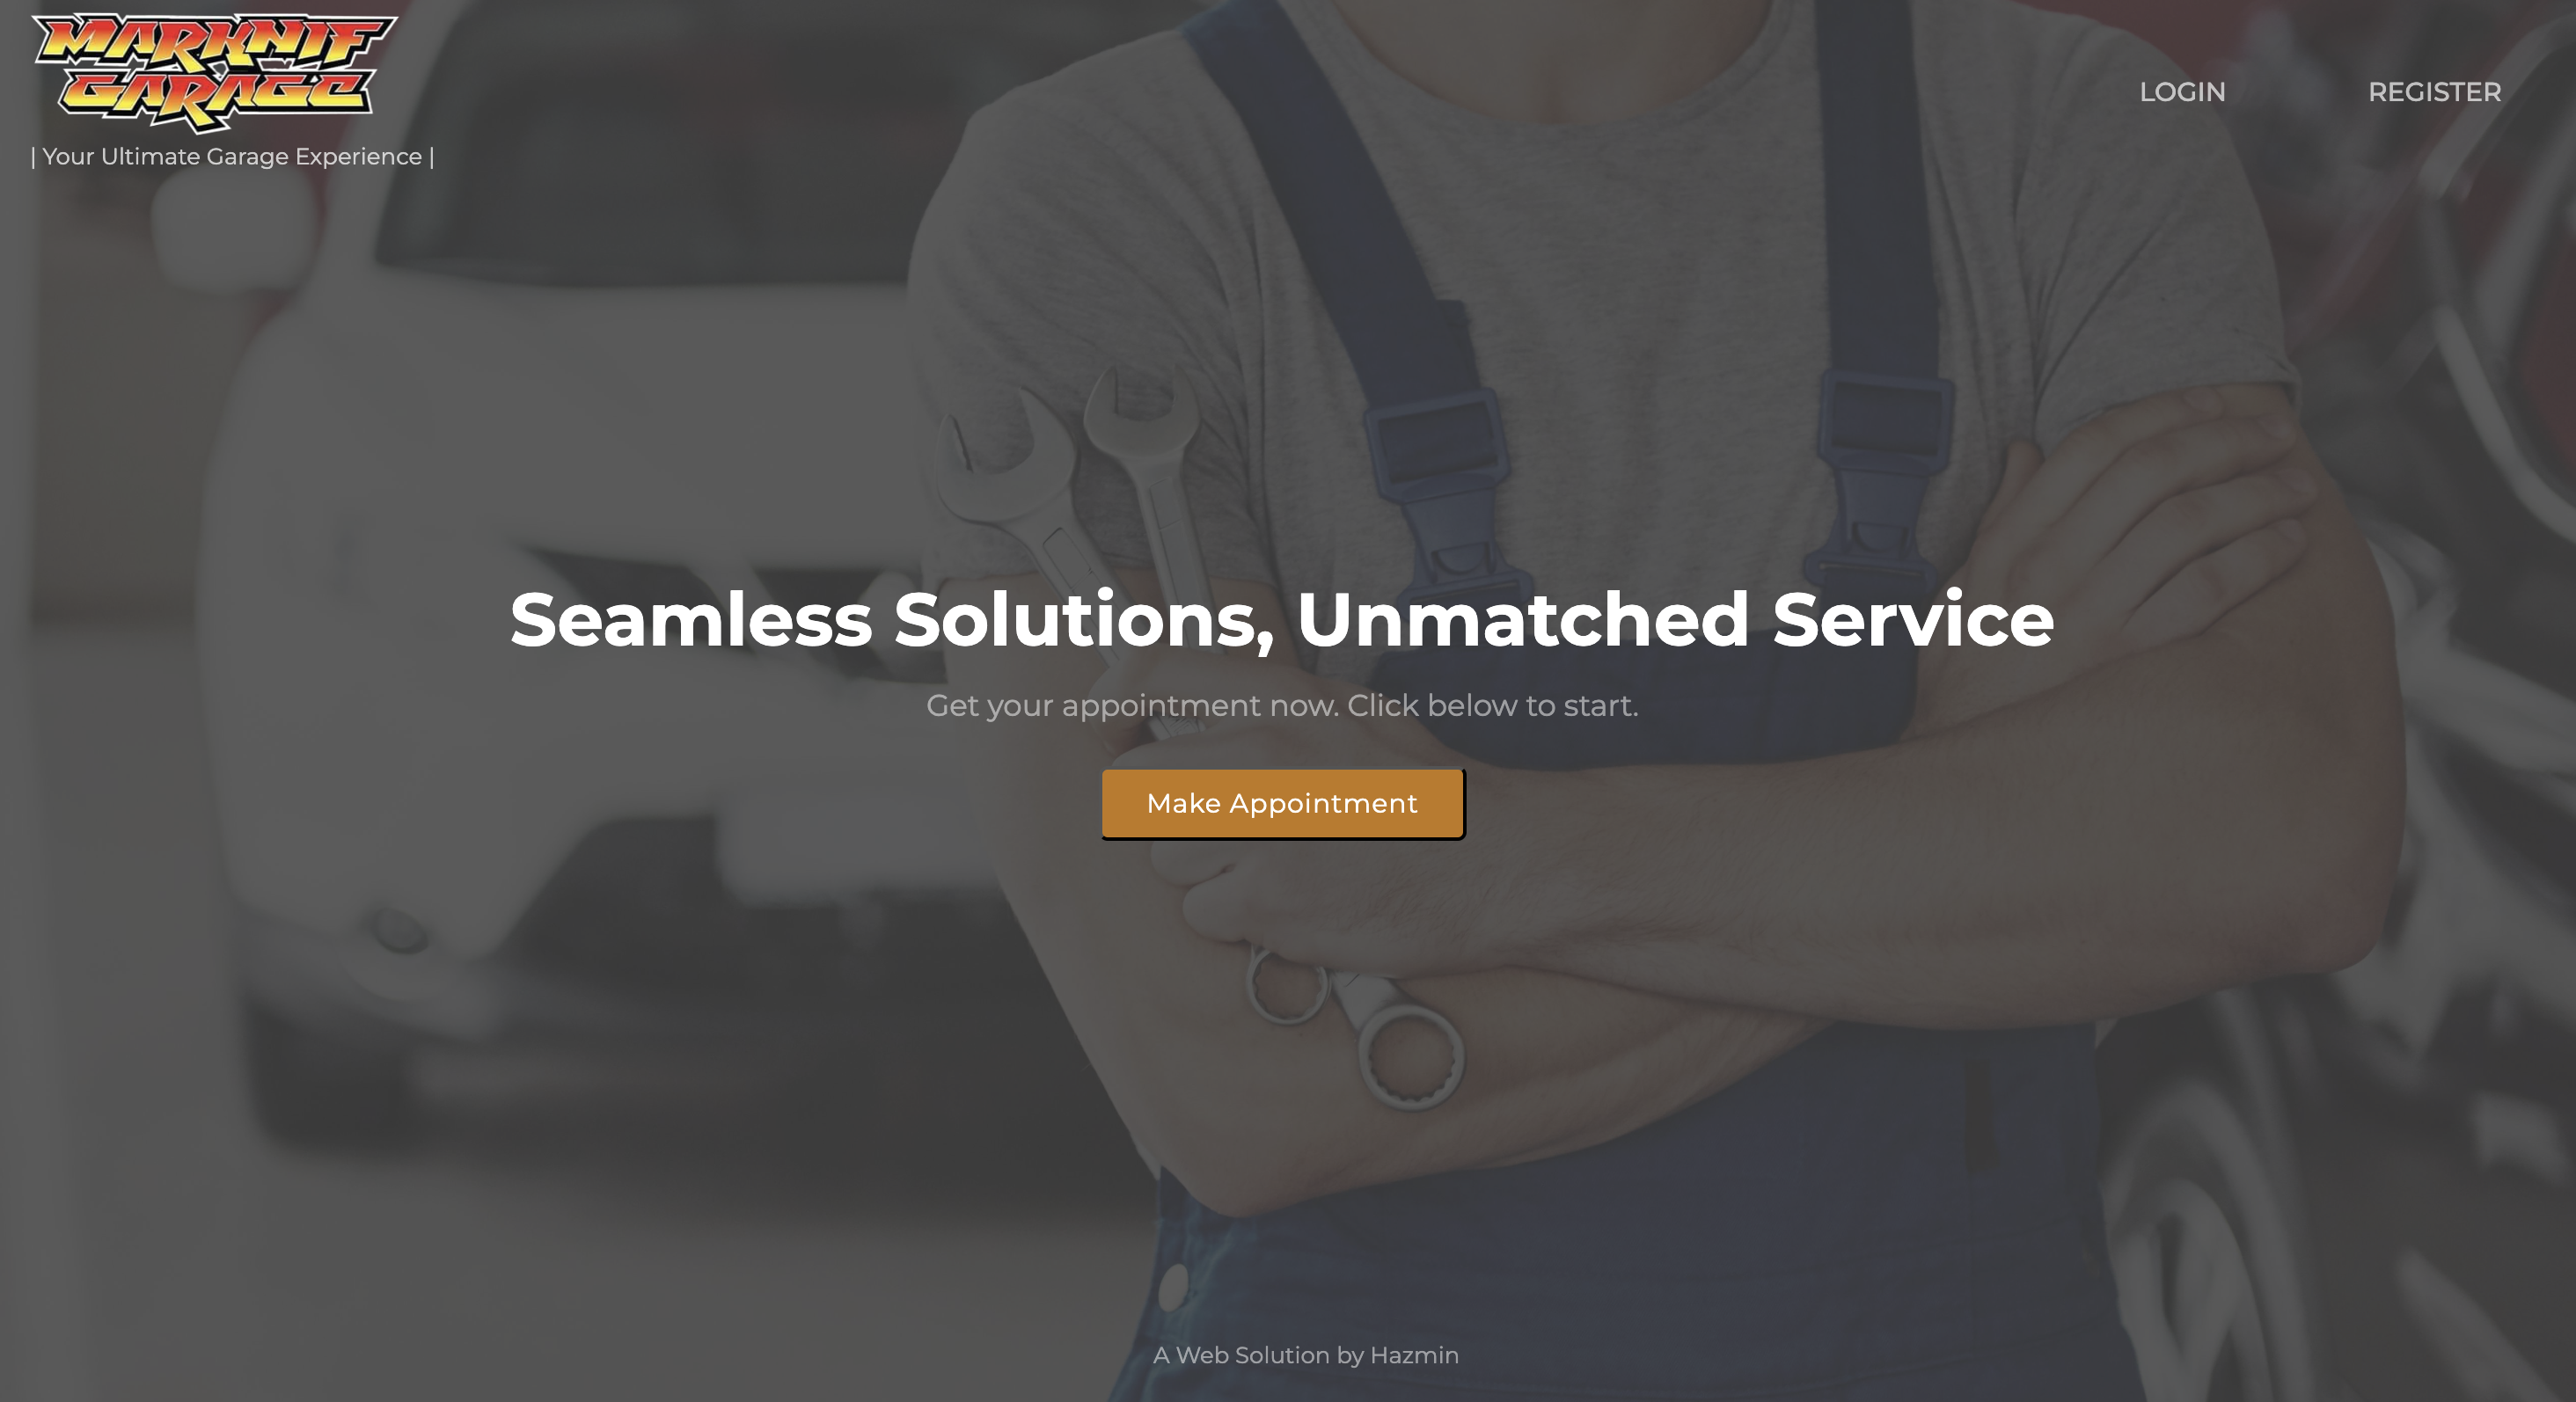 MARKNIF
GARAGE
| Your Ultimate Garage Experience |
LOGIN
REGISTER
Seamless Solutions, Unmatched Service
Get your appointment now. Click below to start.
Make Appointment
A Web Solution by Hazmin